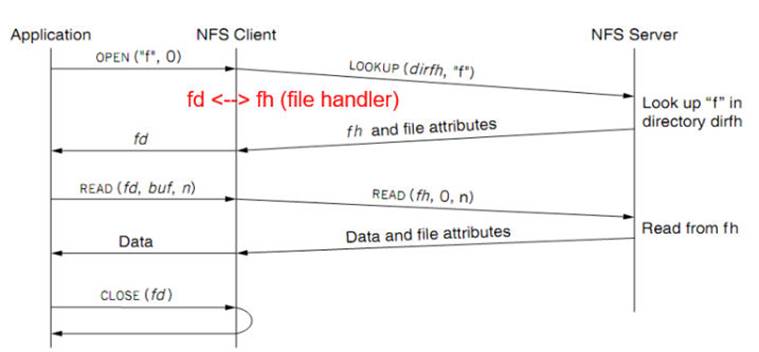 Application
NFS Client
NFS Server
OPEN ("f", 0)
LOOKUP (dirfh, "f")
fd <--> fh (file handler)
Look up "f" in
directory dirfh
fh and file attributes
fd
READ (fd, buf, n)
READ (fh, 0, n)
Read from fh
Data and file attributes
Data
CLOSE (fd)